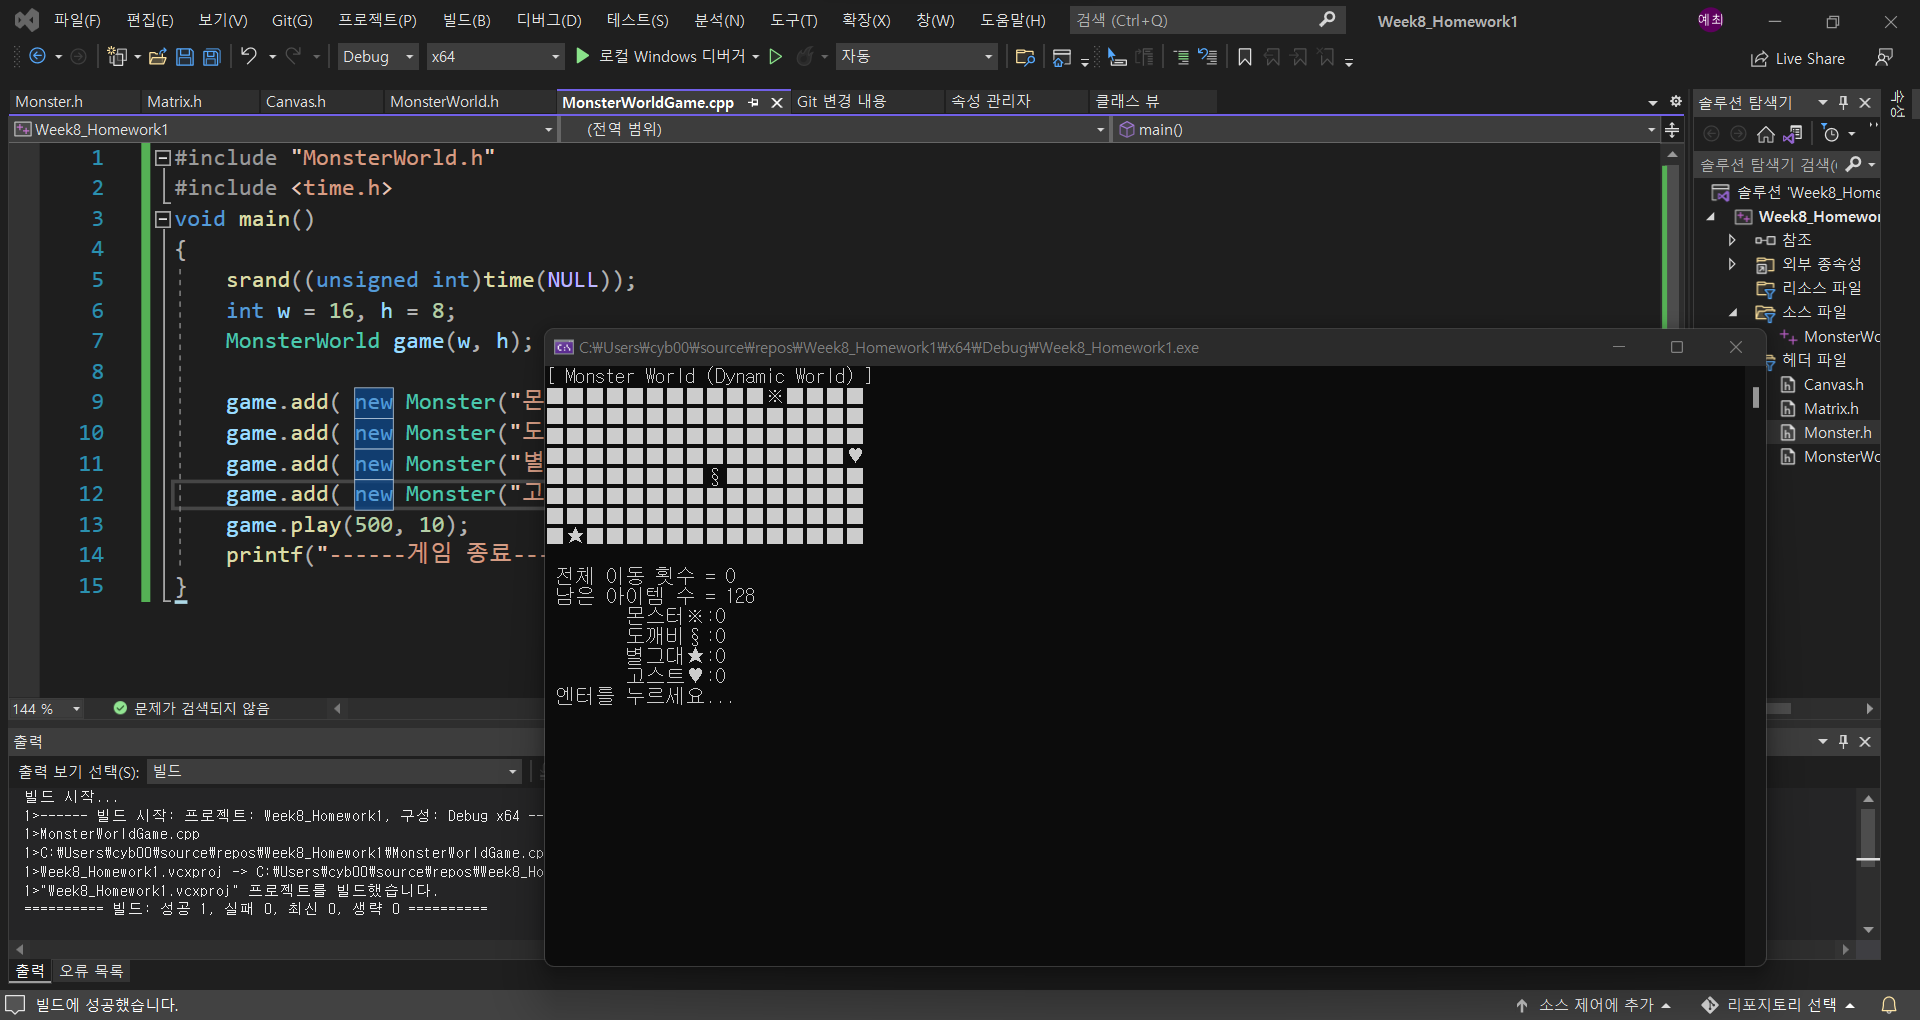 파일(F) 편집(E) 보기(V) Git(G) 프로젝트(P) 빌드(B) 디버그(D) 테스트(S) 분석(N) 도구(T) 확장(X) 창(W) 도움말(H) 검색 (Ctrl+Q) Week8_Homework1 예최
Debug x64 로컬 Windows 디버거 자동 Live Share
Monster.h Matrix.h Canvas.h MonsterWorld.h MonsterWorldGame.cpp Git 변경 내용 속성 관리자 클래스 뷰
Week8_Homework1 (전역 범위) main()
1 #include "MonsterWorld.h"
2 #include <time.h>
3 void main()
4 {
5 srand((unsigned int)time(NULL));
6 int w = 16, h = 8;
7 MonsterWorld game(w, h);
8
9 game.add( new Monster("몬
10 game.add( new Monster("도
11 game.add( new Monster("별
12 game.add( new Monster("고
13 game.play(500, 10);
14 printf("------게임 종료---
15 }
144 % 문제가 검색되지 않음
C:₩Users₩cyb00₩source₩repos₩Week8_Homework1₩x64₩Debug₩Week8_Homework1.exe
[ Monster World (Dynamic World) ]
■■■■■■■■■■■※■■■■
■■■■■■■■■■■■■■■■
■■■■■■■■■■■■■■■■
■■■■■■■■■■■■■■■♥
■■■■■■■■§■■■■■■■
■■■■■■■■■■■■■■■■
■■■■■■■■■■■■■■■■
■★■■■■■■■■■■■■■■
전체 이동 횟수 = 0
남은 아이템 수 = 128
몬스터※:0
도깨비§:0
별그대★:0
고스트♥:0
엔터를 누르세요...
솔루션 탐색기
속성
솔루션 탐색기 검색(
솔루션 'Week8_Home
Week8_Homewor
참조
외부 종속성
리소스 파일
소스 파일
MonsterWo
헤더 파일
Canvas.h
Matrix.h
Monster.h
MonsterWo
출력
출력 보기 선택(S): 빌드
빌드 시작...
1>------ 빌드 시작: 프로젝트: Week8_Homework1, 구성: Debug x64 --
1>MonsterWorldGame.cpp
1>C:₩Users₩cyb00₩source₩repos₩Week8_Homework1₩MonsterWorldGame.cp
1>Week8_Homework1.vcxproj -> C:₩Users₩cyb00₩source₩repos₩Week8_Ho
1>"Week8_Homework1.vcxproj" 프로젝트를 빌드했습니다.
========== 빌드: 성공 1, 실패 0, 최신 0, 생략 0 ==========
출력 오류 목록
빌드에 성공했습니다. 소스 제어에 추가 리포지토리 선택